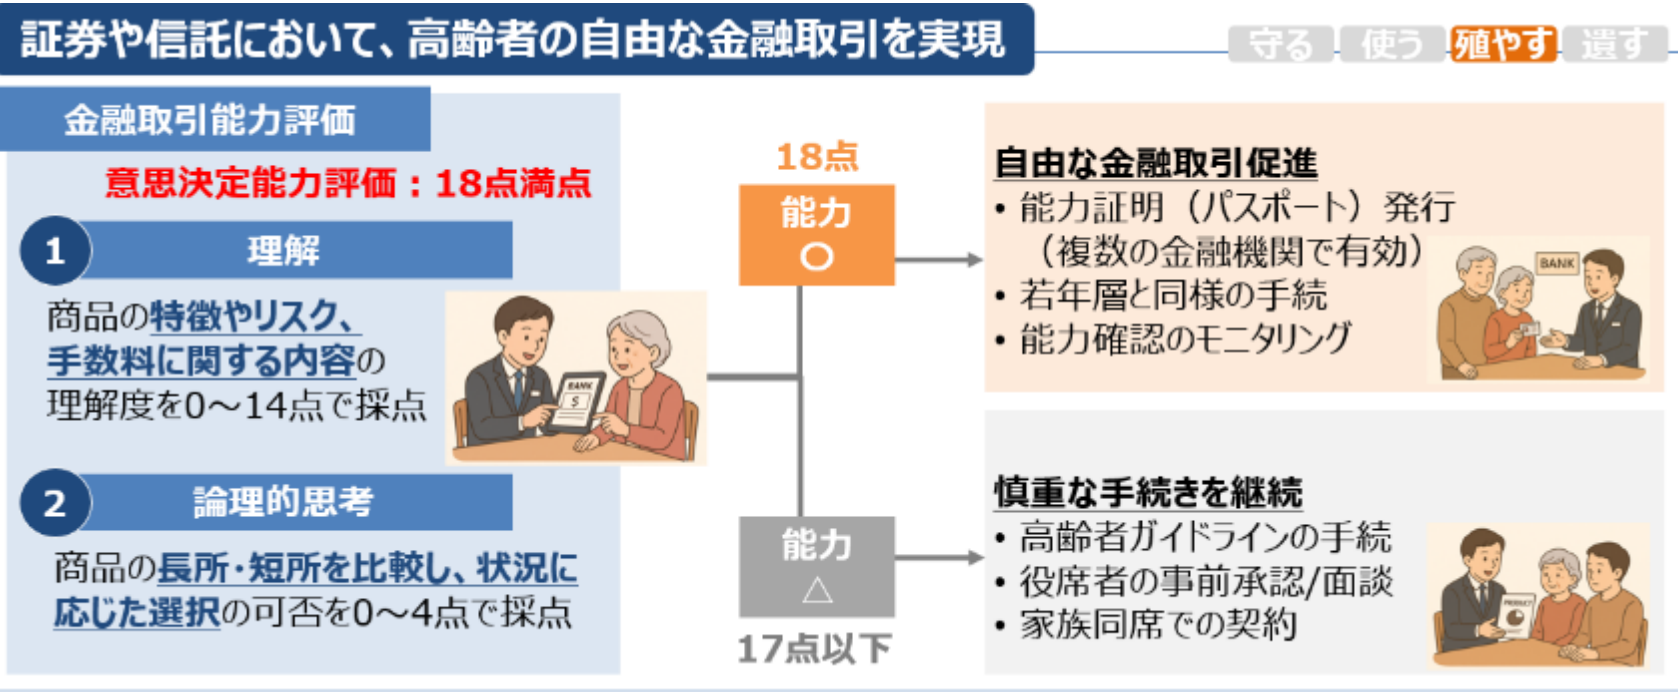 証券や信託において、高齢者の自由な金融取引を実現
守る 使う 殖やす 遺す
金融取引能力評価
意思決定能力評価：18点満点
1 理解
商品の特徴やリスク、
手数料に関する内容の
理解度を0～14点で採点
BANK
$
2 論理的思考
商品の長所・短所を比較し、状況に
応じた選択の可否を0～4点で採点
18点
能力
○
能力
△
17点以下
自由な金融取引促進
• 能力証明（パスポート）発行
（複数の金融機関で有効）
• 若年層と同様の手続
• 能力確認のモニタリング
BANK
慎重な手続きを継続
• 高齢者ガイドラインの手続
• 役席者の事前承認/面談
• 家族同席での契約
PRODUCT